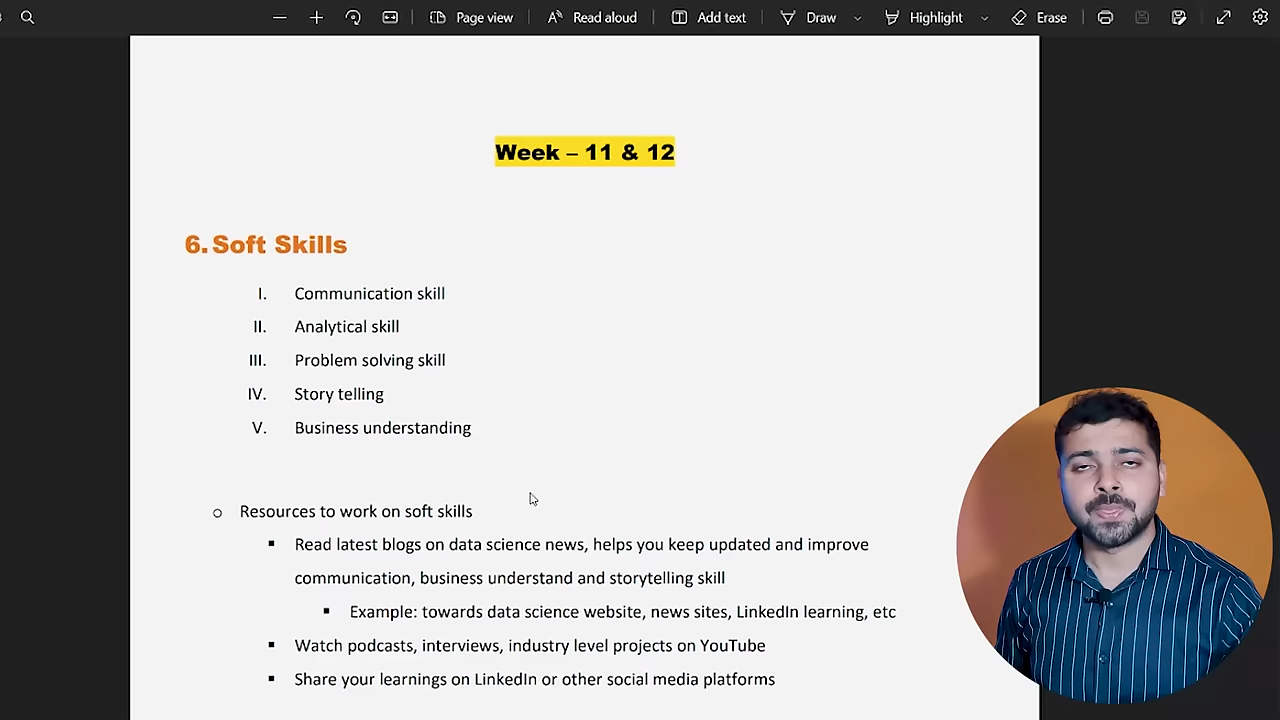 Page view Read aloud Add text Draw Highlight Erase
Week – 11 & 12
6. Soft Skills
I. Communication skill
II. Analytical skill
III. Problem solving skill
IV. Story telling
V. Business understanding
o Resources to work on soft skills
▪ Read latest blogs on data science news, helps you keep updated and improve
communication, business understand and storytelling skill
▪ Example: towards data science website, news sites, LinkedIn learning, etc
▪ Watch podcasts, interviews, industry level projects on YouTube
▪ Share your learnings on LinkedIn or other social media platforms